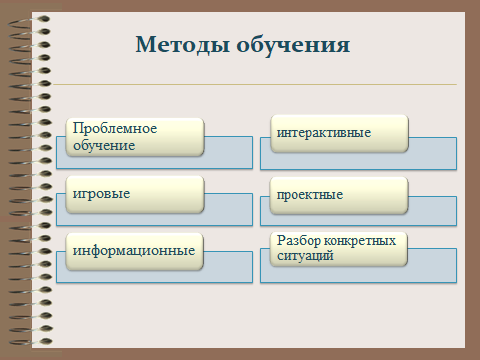 Методы обучения
Проблемное
обучение
игровые
информационные
интерактивные
проектные
Разбор конкретных
ситуаций